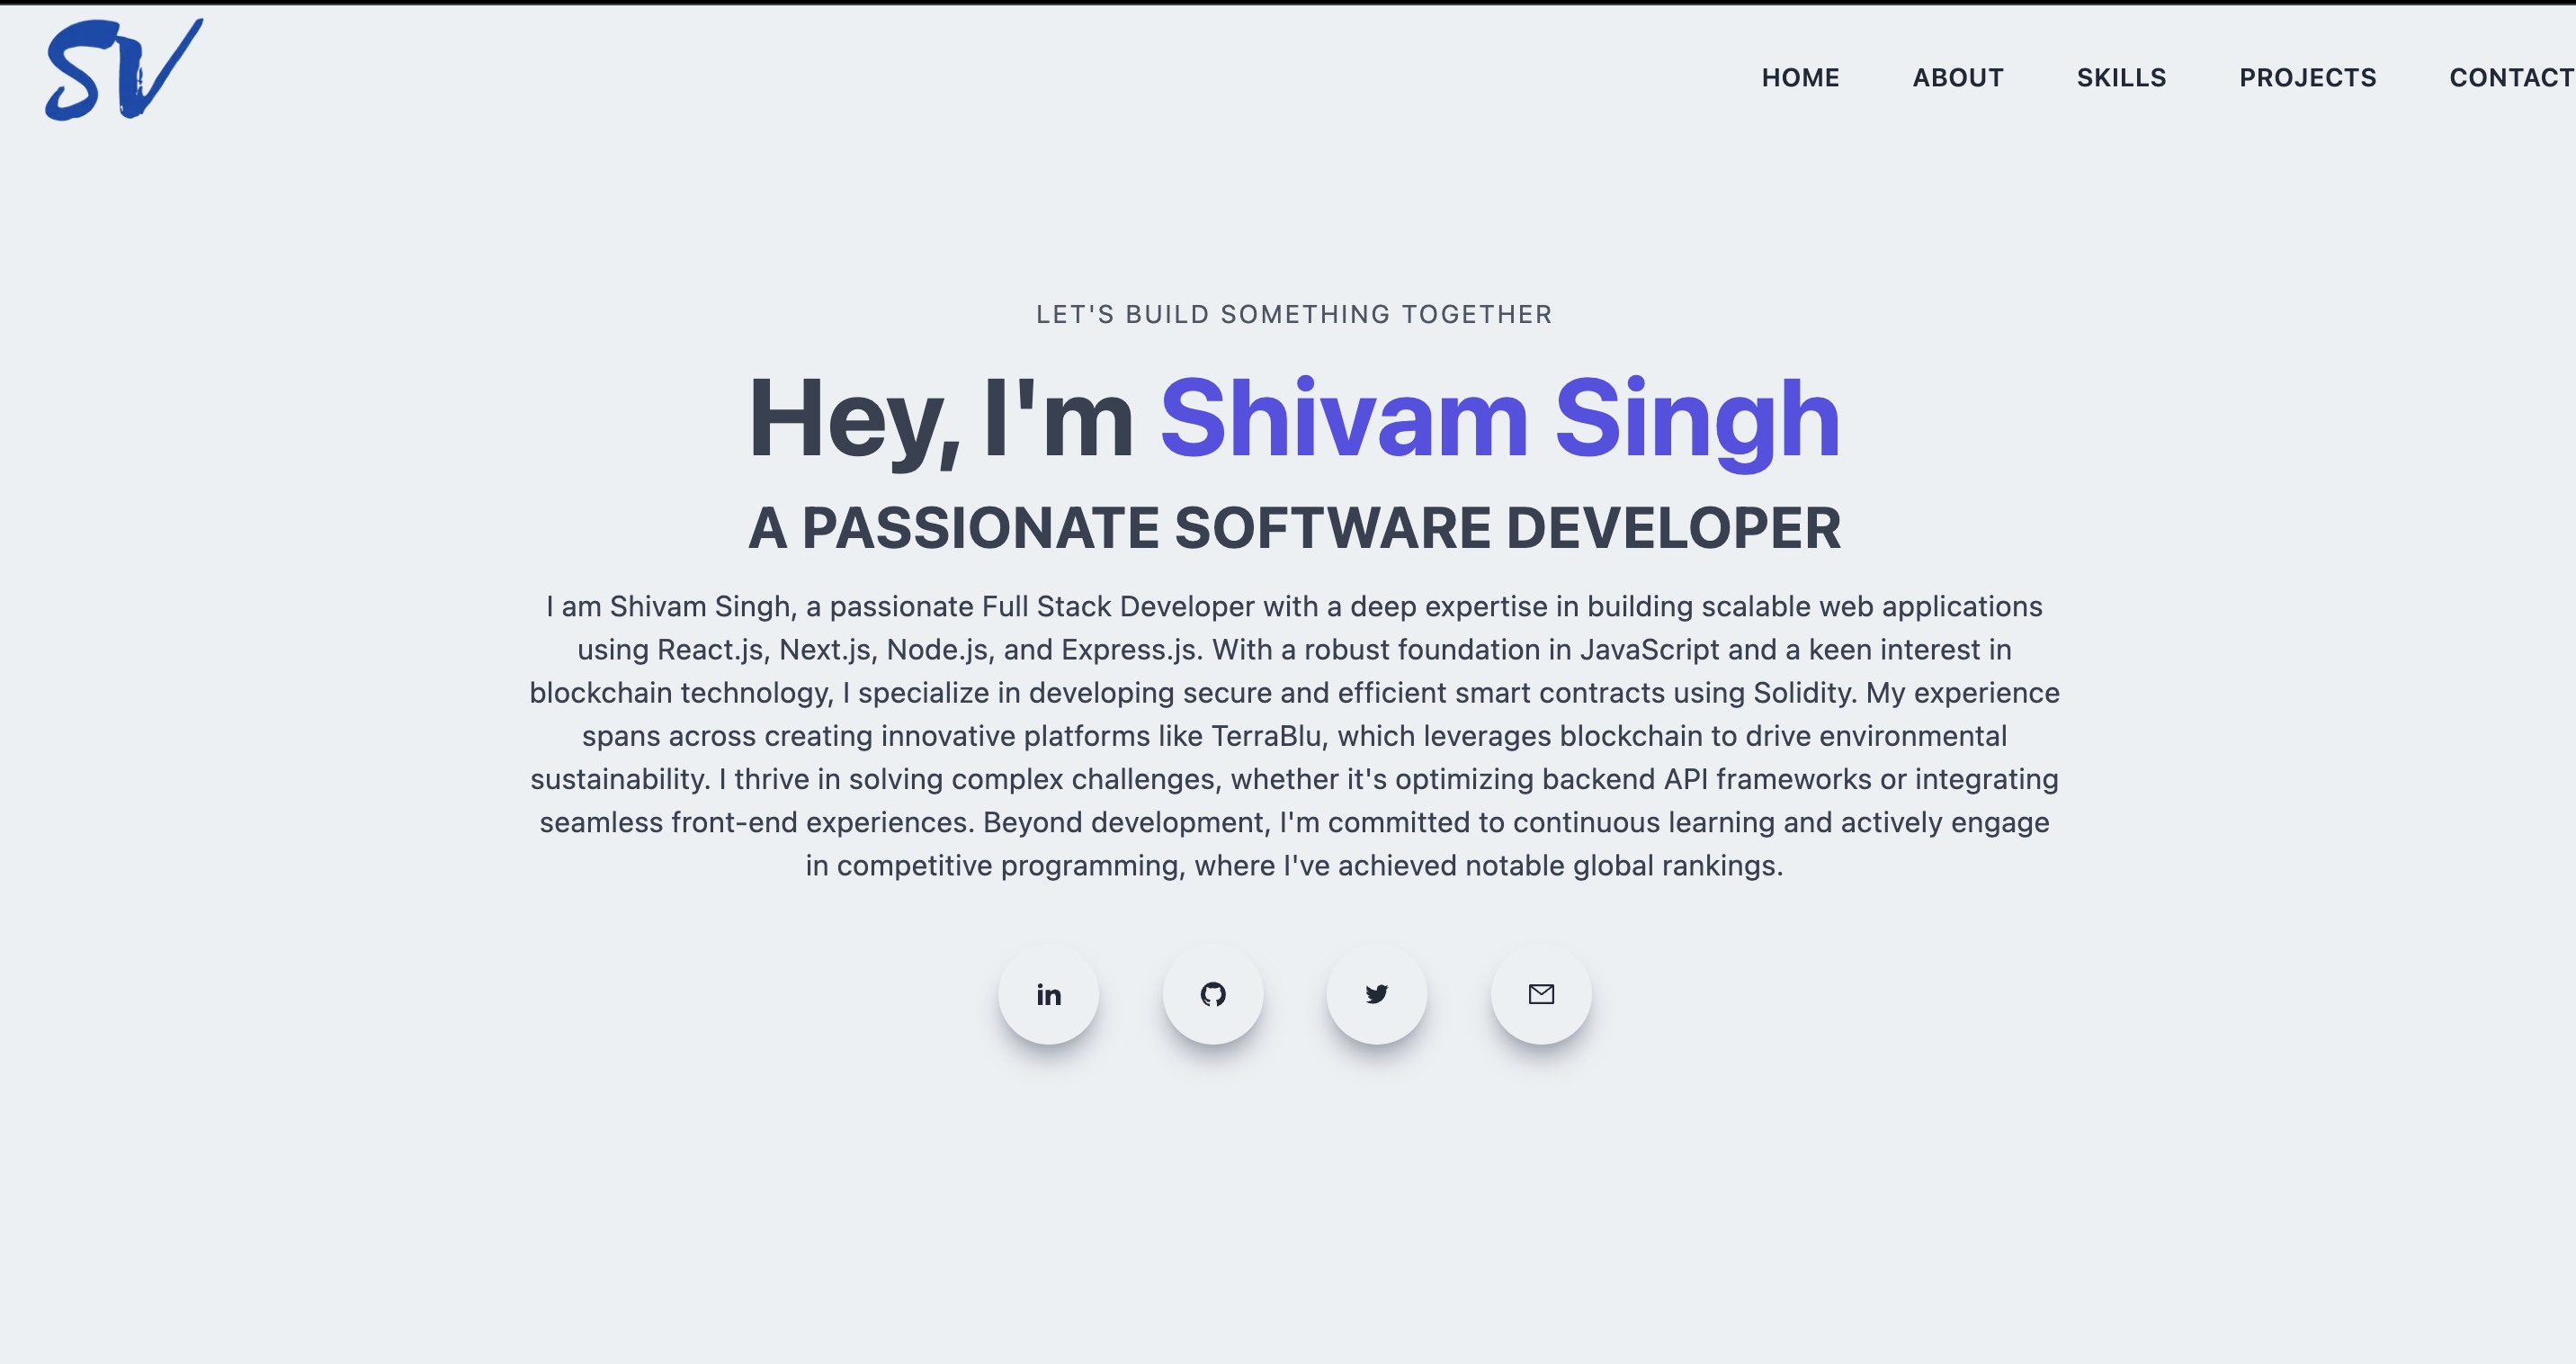 SV
HOME ABOUT SKILLS PROJECTS CONTACT
LET'S BUILD SOMETHING TOGETHER
Hey, I'm Shivam Singh
A PASSIONATE SOFTWARE DEVELOPER
I am Shivam Singh, a passionate Full Stack Developer with a deep expertise in building scalable web applications
using React.js, Next.js, Node.js, and Express.js. With a robust foundation in JavaScript and a keen interest in
blockchain technology, I specialize in developing secure and efficient smart contracts using Solidity. My experience
spans across creating innovative platforms like TerraBlu, which leverages blockchain to drive environmental
sustainability. I thrive in solving complex challenges, whether it's optimizing backend API frameworks or integrating
seamless front-end experiences. Beyond development, I'm committed to continuous learning and actively engage
in competitive programming, where I've achieved notable global rankings.
in